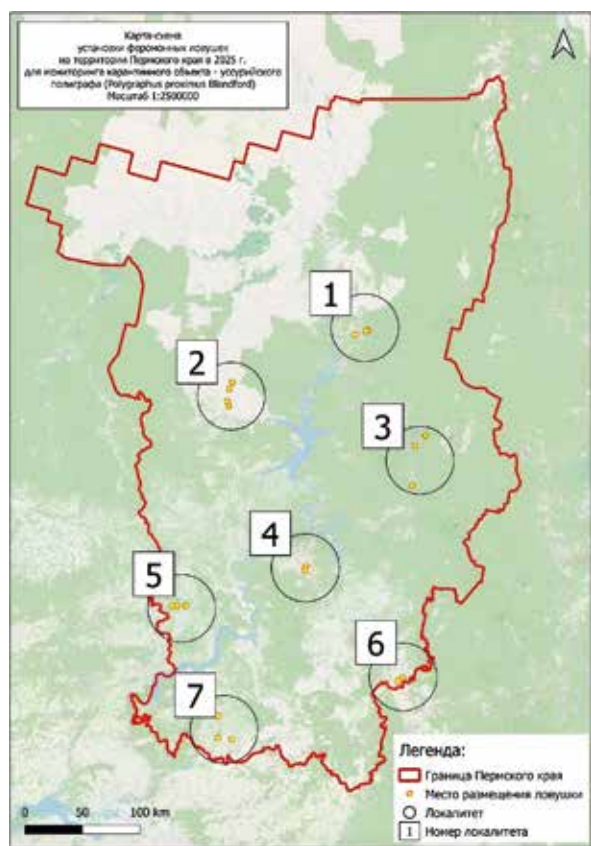 Карта-схема
установки феромонных ловушек
на территории Пермского края в 2025 г.
для мониторинга карантинного объекта - уссурийского
полиграфа (Polygraphus proximus Blandford)
Масштаб 1:2500000
1
2
3
4
5
6
7
Легенда:
Граница Пермского края
Место размещения ловушки
Локалитет
1 Номер локалитета
0 50 100 km